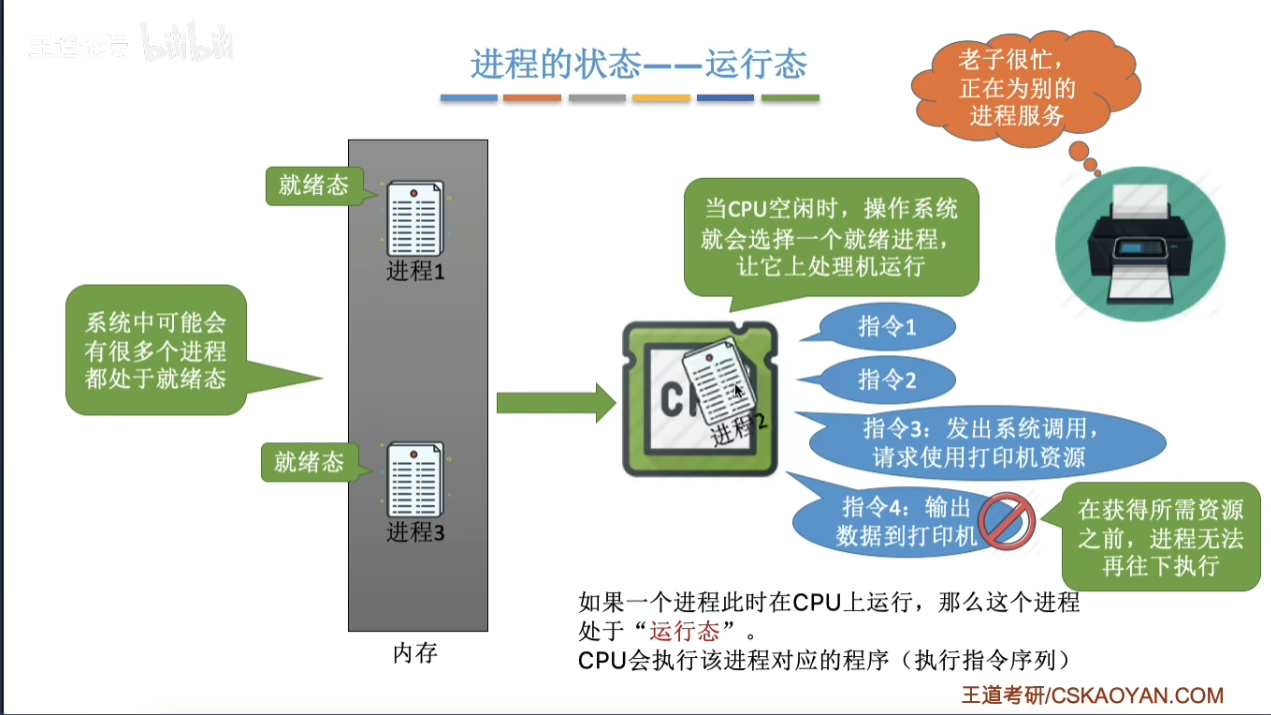 王道论坛 bilibili
进程的状态——运行态
老子很忙，
正在为别的
进程服务
就绪态
进程1
当CPU空闲时，操作系统
就会选择一个就绪进程，
让它上处理机运行
系统中可能会
有很多个进程
都处于就绪态
指令1
指令2
CPU
进程2
指令3：发出系统调用，
请求使用打印机资源
就绪态
进程3
指令4：输出
数据到打印机
在获得所需资源
之前，进程无法
再往下执行
如果一个进程此时在CPU上运行，那么这个进程
处于“运行态”。
CPU会执行该进程对应的程序（执行指令序列）
内存
王道考研/CSKAOYAN.COM